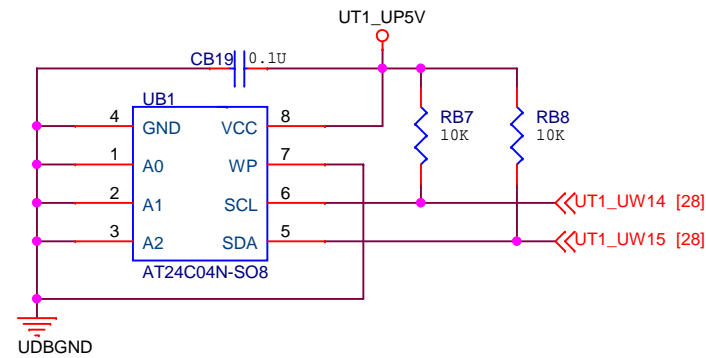 UT1_UP5V
CB19 0.1U
UB1
4 GND VCC 8
RB7 RB8
10K 10K
1 A0 WP 7
2 A1 SCL 6
UT1_UW14 [28]
3 A2 SDA 5
UT1_UW15 [28]
AT24C04N-SO8
UDBGND